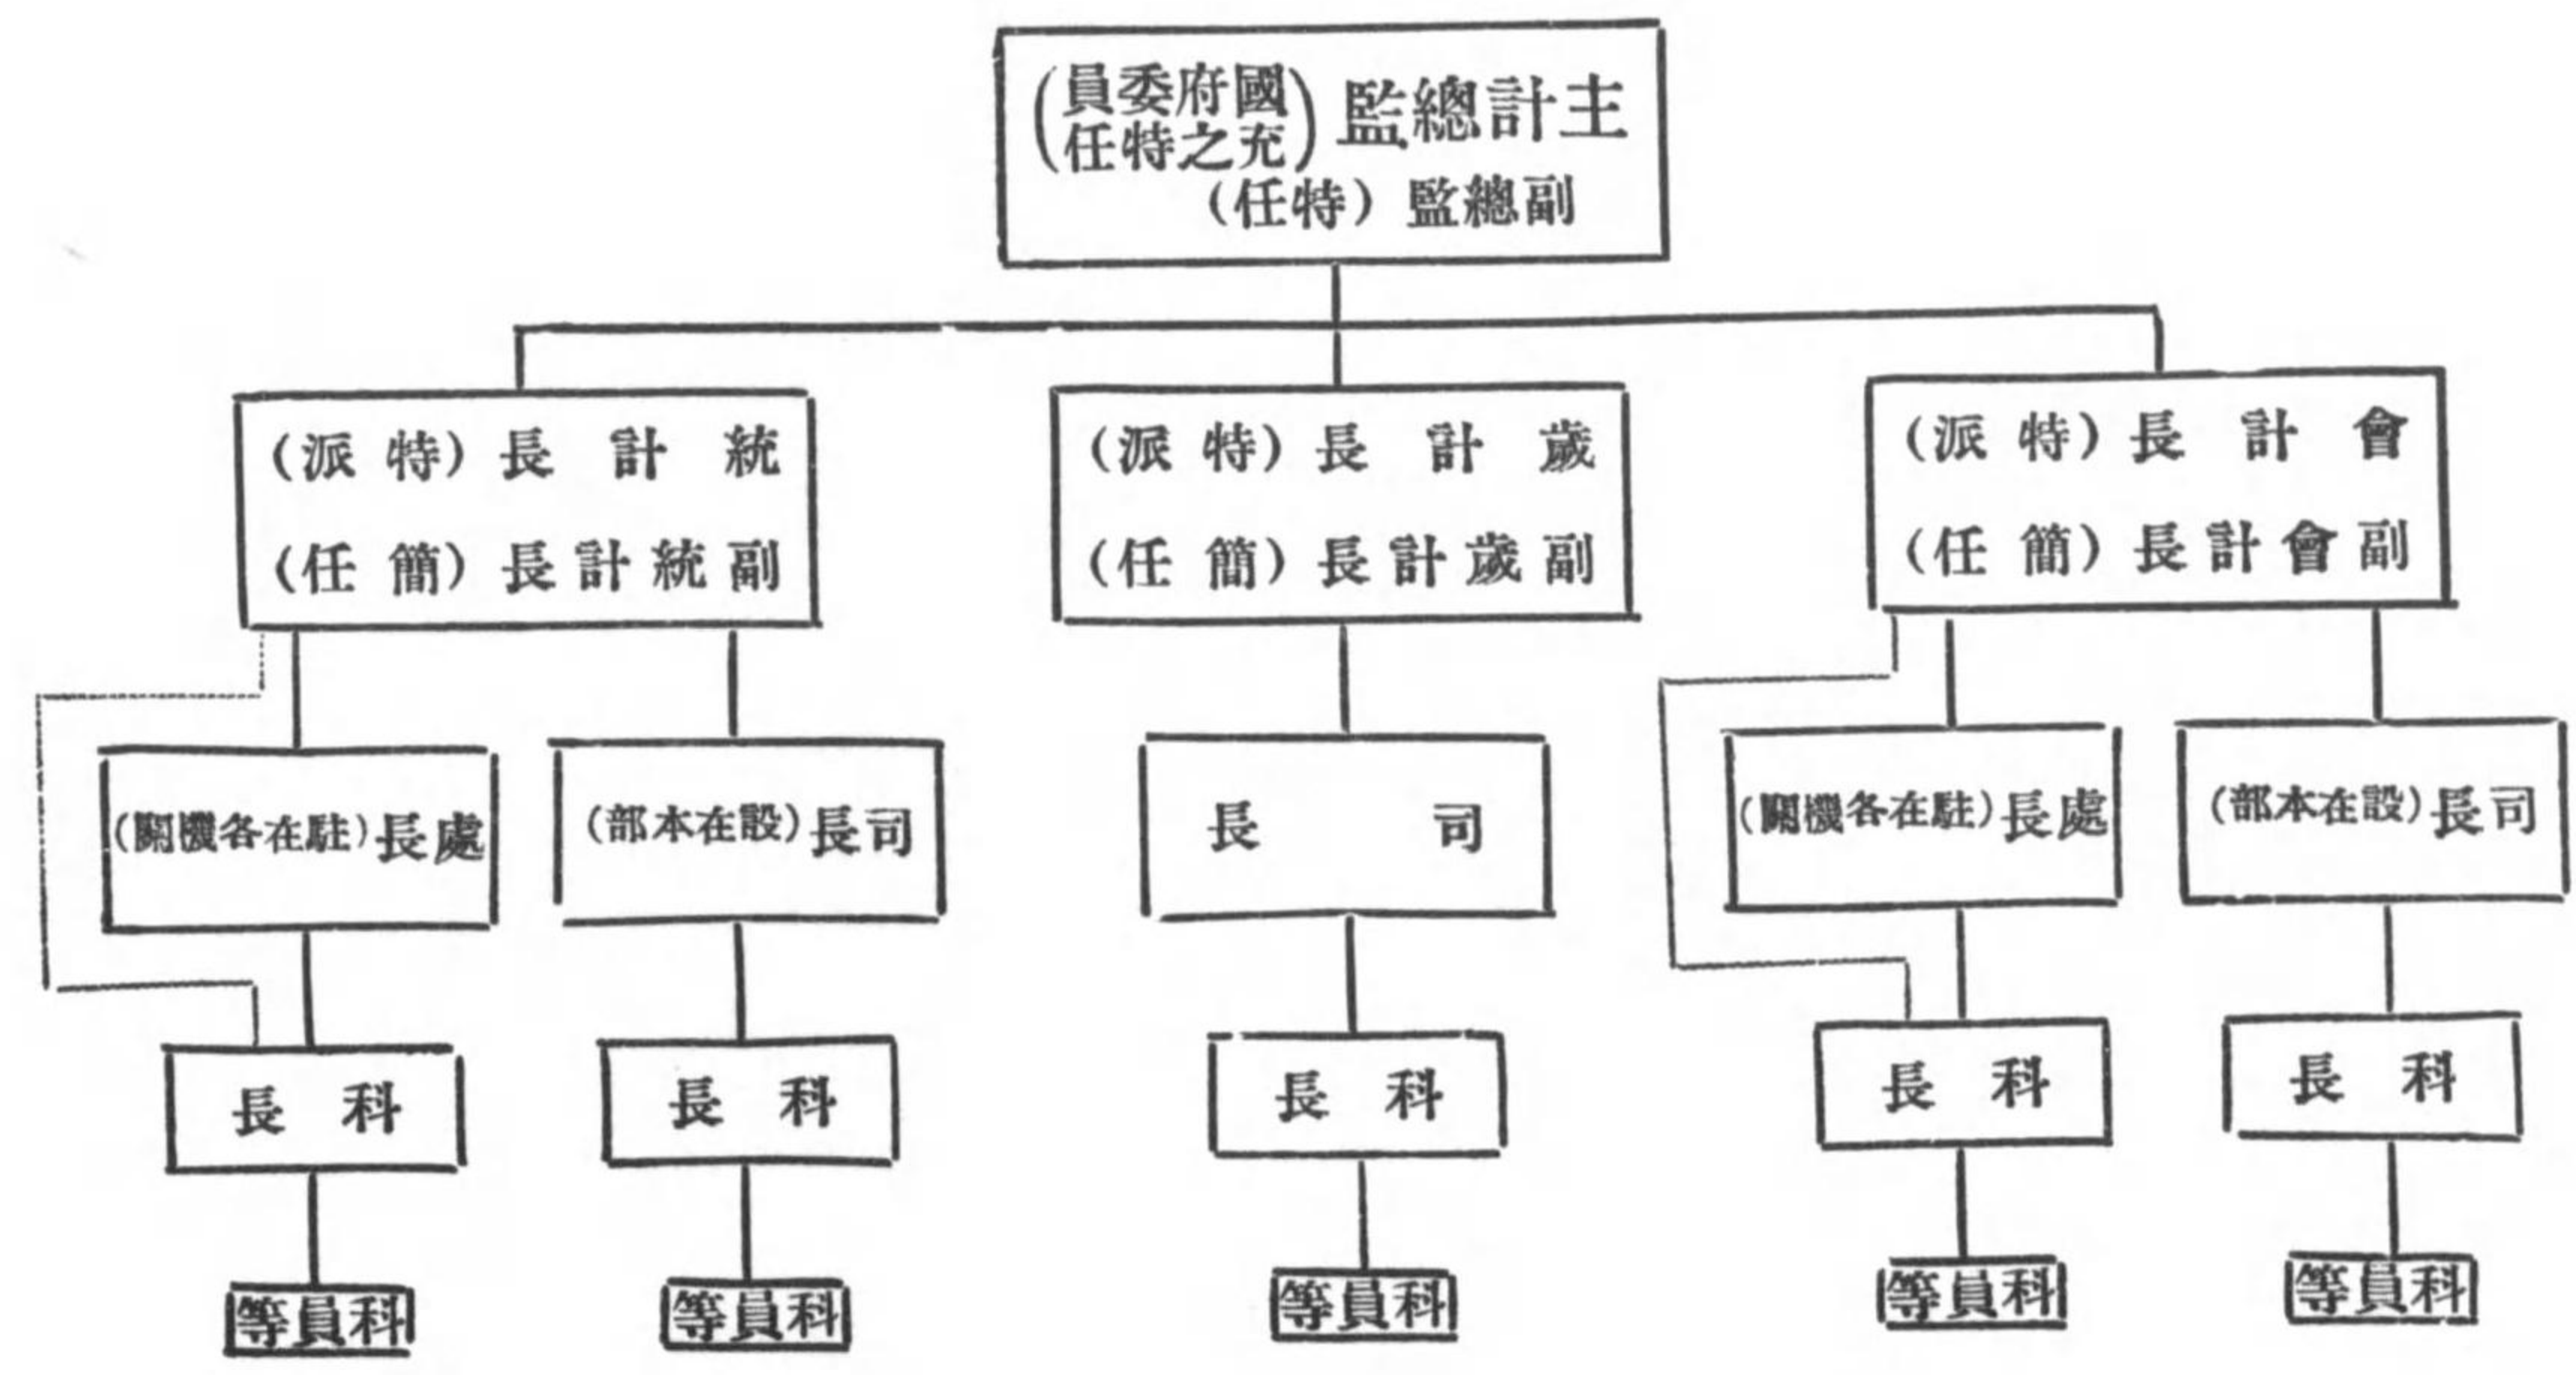 主計總監(國府委員
充之特任)
副總監(特任)
會計長(特派)
副會計長(簡任)
歲計長(特派)
副歲計長(簡任)
統計長(特派)
副統計長(簡任)
司長(設在本部)
處長(駐在各機關)
司長
司長(設在本部)
處長(駐在各機關)
科長
科長
科長
科長
科長
科員等
科員等
科員等
科員等
科員等